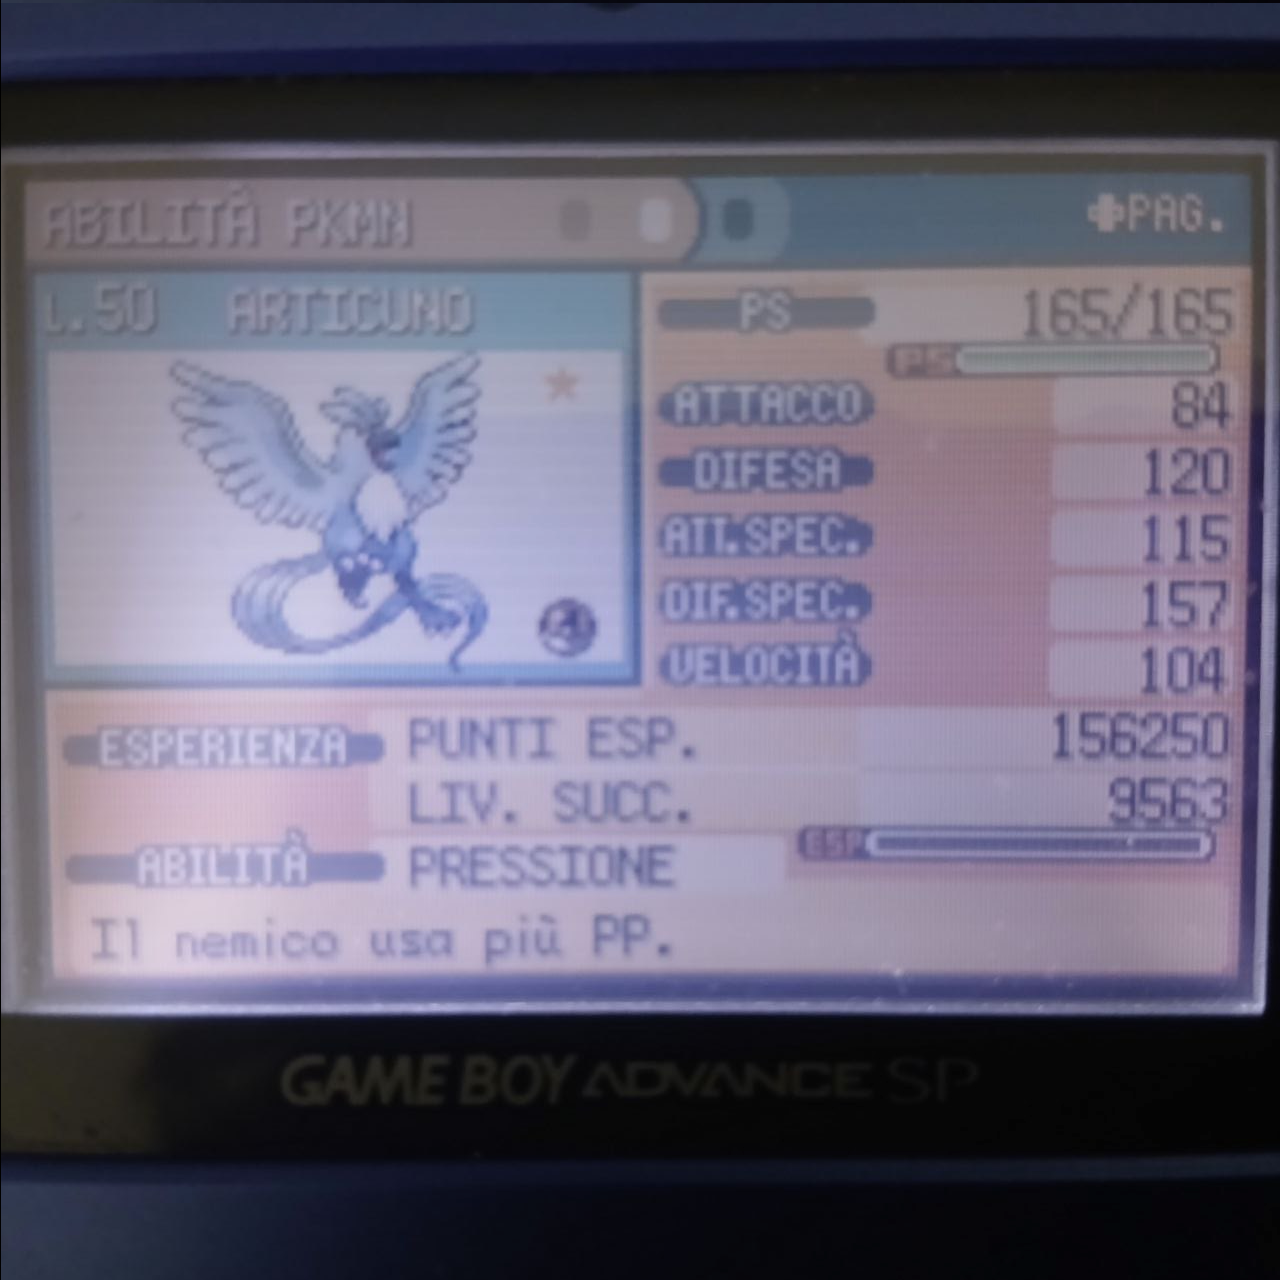 ABILITÀ PKMN
PAG.
L.50 ARTICUNO
PS 165/165
PS
ATTACCO 84
DIFESA 120
ATT.SPEC. 115
DIF.SPEC. 157
VELOCITÀ 104
ESPERIENZA PUNTI ESP. 156250
LIV. SUCC. 9563
ESP
ABILITÀ PRESSIONE
Il nemico usa più PP.
GAME BOY ADVANCE SP